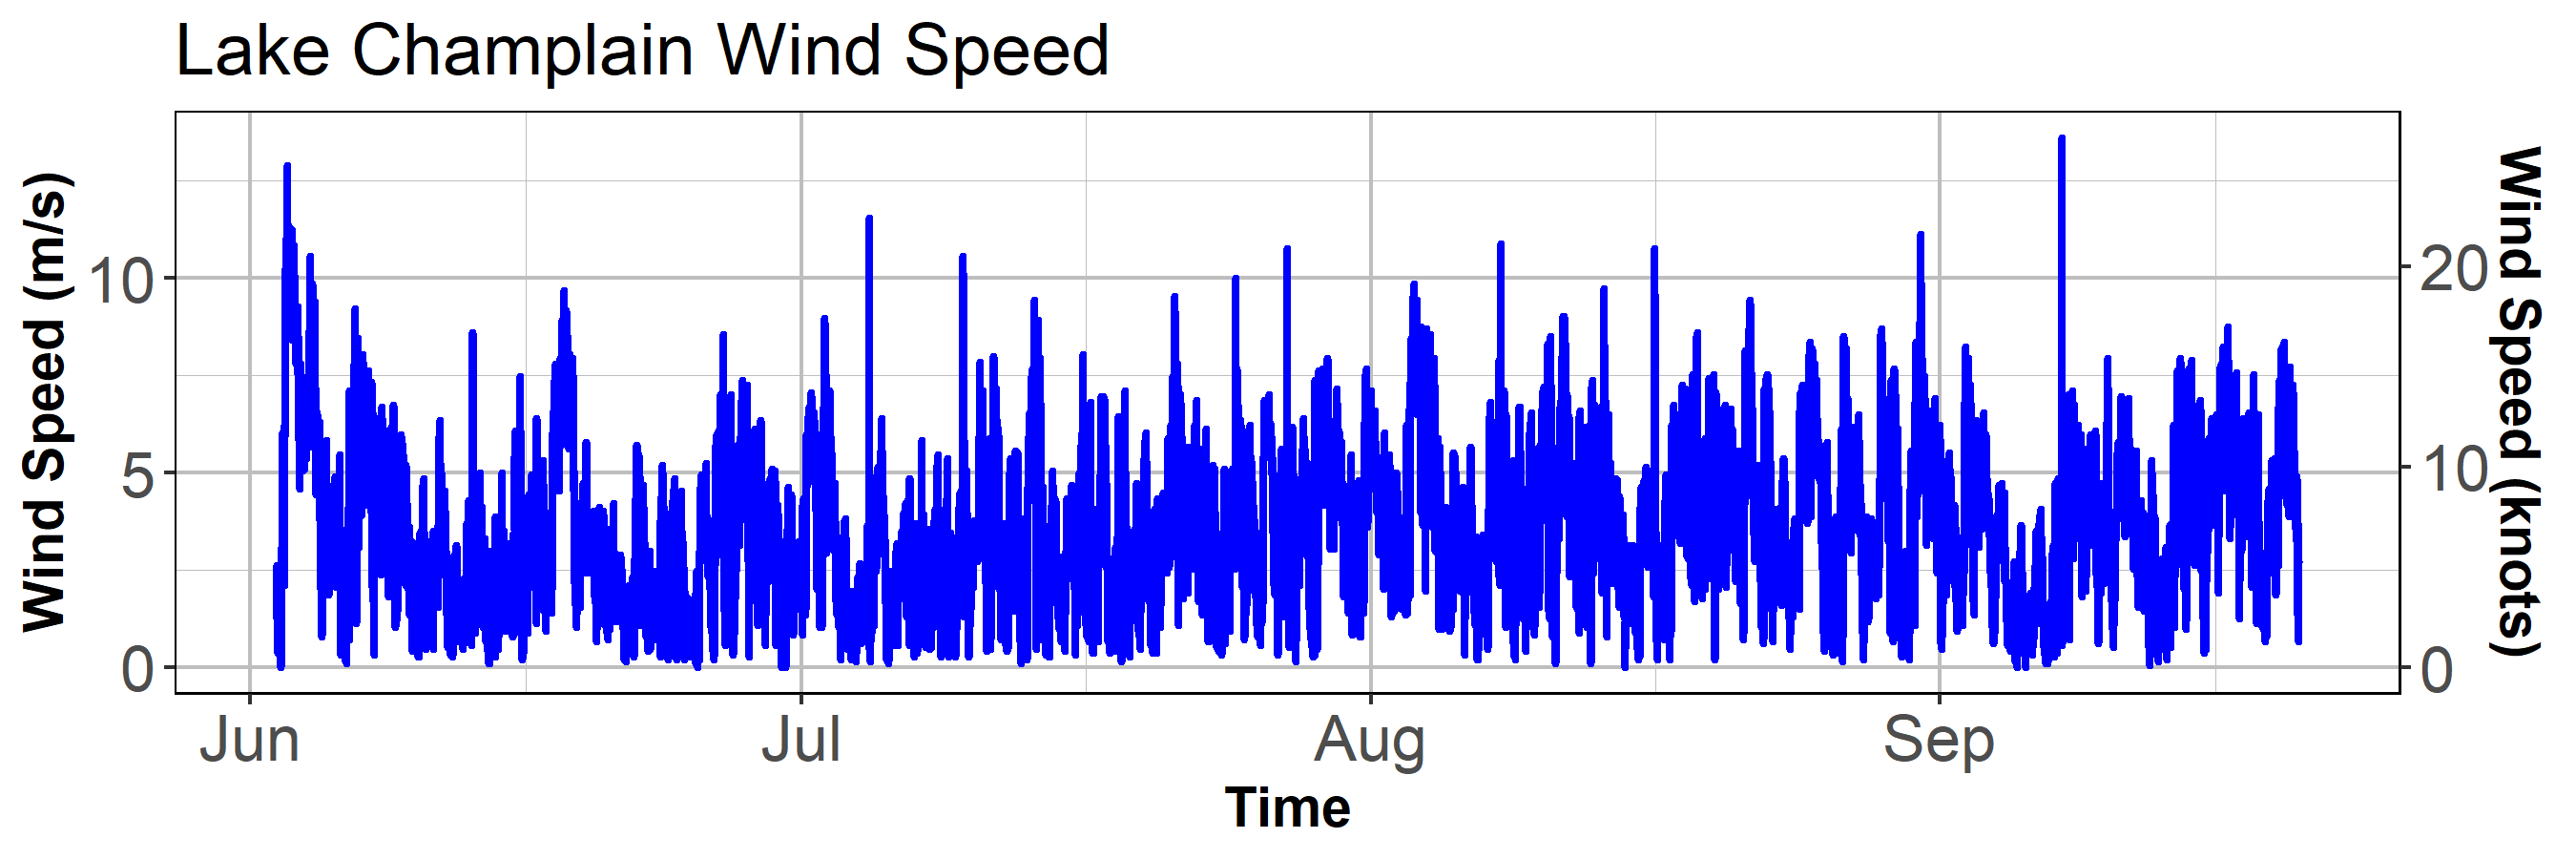 Lake Champlain Wind Speed
Wind Speed (m/s)
10
5
0
20
10
0
Wind Speed (knots)
Jun Jul Aug Sep
Time